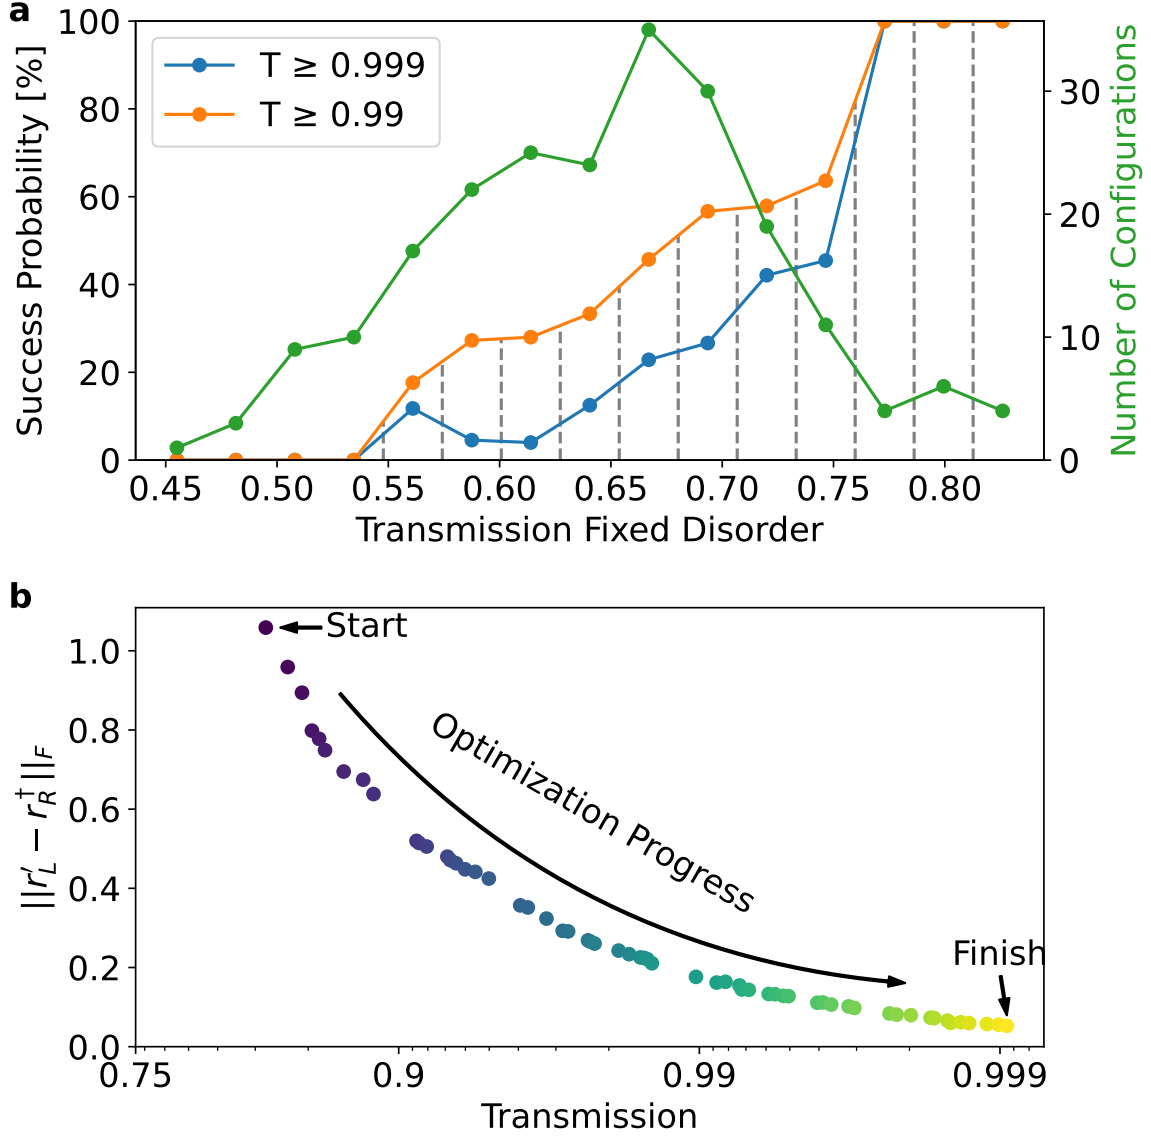 a
Success Probability [%]
100
80
60
40
20
0
T ≥ 0.999
T ≥ 0.99
30
20
10
0
Number of Configurations
0.45 0.50 0.55 0.60 0.65 0.70 0.75 0.80
Transmission Fixed Disorder
b
||r′_L − r†_R||_F
1.0
0.8
0.6
0.4
0.2
0.0
Start
Optimization Progress
Finish
0.75 0.9 0.99 0.999
Transmission